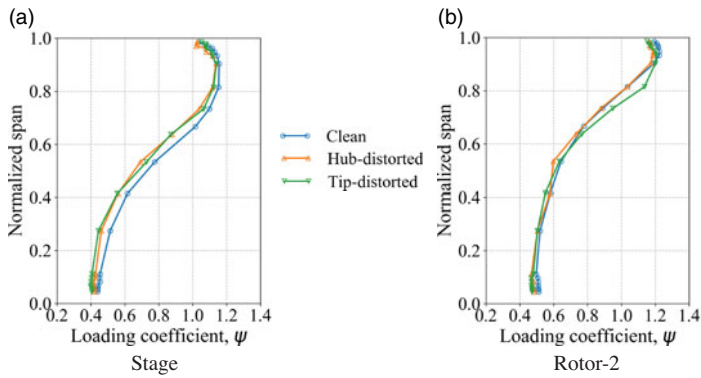 (a)
1.0
0.8
0.6
0.4
0.2
0.0
Normalized span
0.2 0.4 0.6 0.8 1.0 1.2 1.4
Loading coefficient, ψ
Stage
Clean
Hub-distorted
Tip-distorted
(b)
1.0
0.8
0.6
0.4
0.2
0.0
Normalized span
0.2 0.4 0.6 0.8 1.0 1.2 1.4
Loading coefficient, ψ
Rotor-2